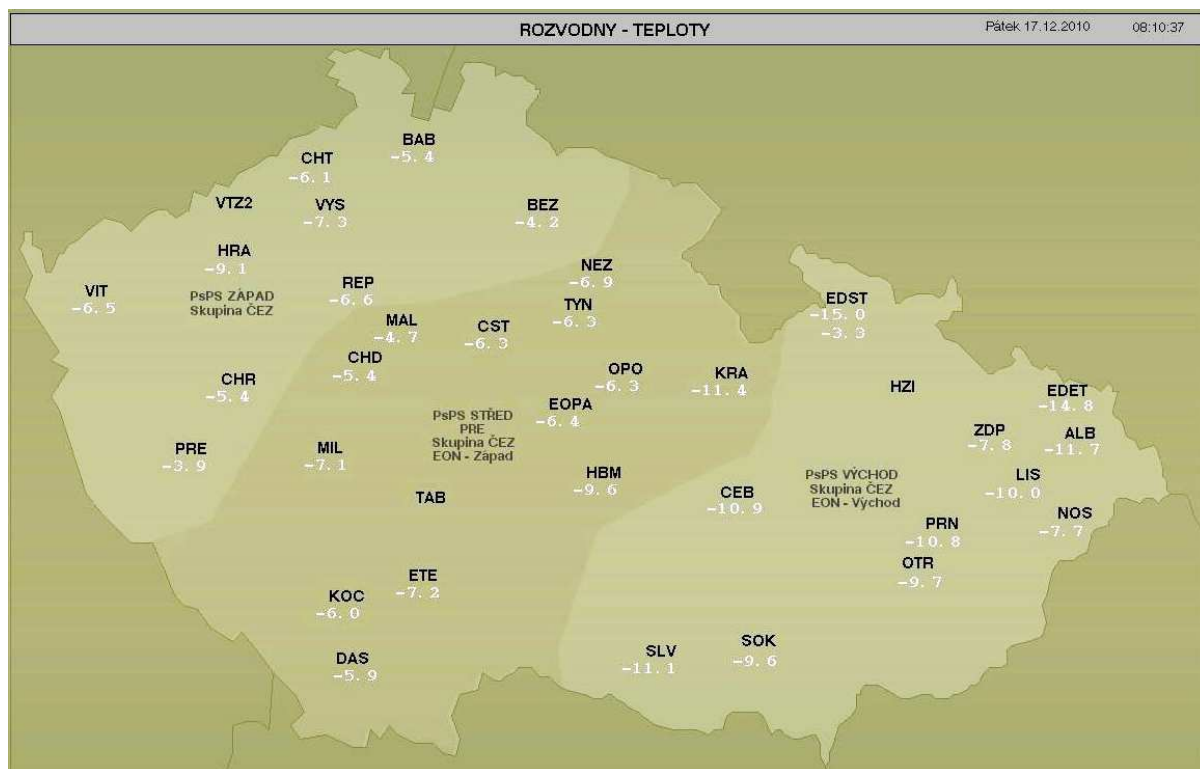 ROZVODNY - TEPLOTY
Pátek 17.12.2010
08:10:37
BAB
-5.4
CHT
-6.1
VTZ2
VYS
-7.3
BEZ
-4.2
HRA
-9.1
NEZ
-6.9
VIT
-6.5
PsPS ZÁPAD
Skupina ČEZ
REP
-6.6
TYN
-6.3
EDST
-15.0
-3.3
MAL
-4.7
CST
-6.3
CHD
-5.4
CHR
-5.4
OPO
-6.3
KRA
-11.4
HZI
EDET
-14.8
EOPA
-6.4
PsPS STŘED
PRE
Skupina ČEZ
EON - Západ
ZDP
-7.8
ALB
-11.7
PRE
-3.9
MIL
-7.1
HBM
-9.6
PsPS VÝCHOD
Skupina ČEZ
EON - Východ
LIS
-10.0
CEB
-10.9
TAB
NOS
-7.7
PRN
-10.8
OTR
-9.7
ETE
-7.2
KOC
-6.0
DAS
-5.9
SLV
-11.1
SOK
-9.6